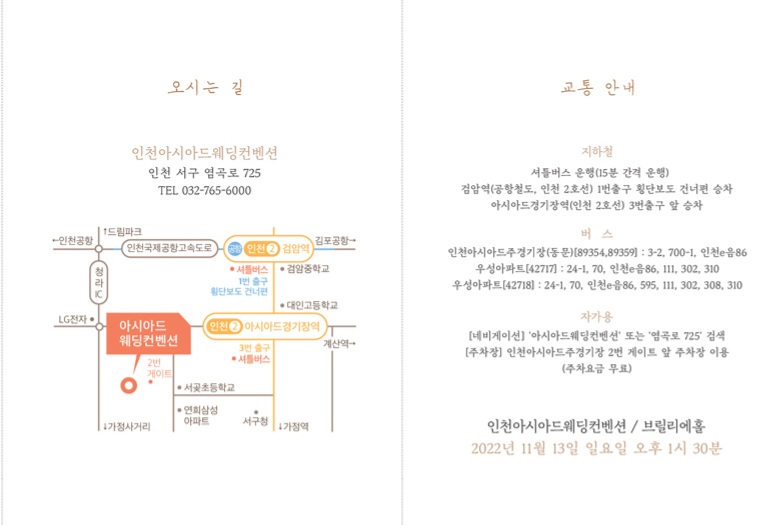 오시는 길
인천아시아드웨딩컨벤션
인천 서구 염곡로 725
TEL 032-765-6000
↑드림파크
←인천공항
인천국제공항고속도로
공항
인천2
검암역
김포공항→
셔틀버스
1번 출구
횡단보도 건너편
검암중학교
청라IC
대인고등학교
LG전자
아시아드
웨딩컨벤션
인천2
아시아드경기장역
계산역→
3번 출구
셔틀버스
2번
게이트
서곶초등학교
연희삼성
아파트
서구청
↓가정사거리
↓가정역
교통 안내
지하철
셔틀버스 운행(15분 간격 운행)
검암역(공항철도, 인천 2호선) 1번출구 횡단보도 건너편 승차
아시아드경기장역(인천 2호선) 3번출구 앞 승차
버 스
인천아시아드주경기장(동문)[89354,89359] : 3-2, 700-1, 인천e음86
우성아파트[42717] : 24-1, 70, 인천e음86, 111, 302, 310
우성아파트[42718] : 24-1, 70, 인천e음86, 595, 111, 302, 308, 310
자가용
[네비게이션] '아시아드웨딩컨벤션' 또는 '염곡로 725' 검색
[주차장] 인천아시아드주경기장 2번 게이트 앞 주차장 이용
(주차요금 무료)
인천아시아드웨딩컨벤션 / 브릴리에홀
2022년 11월 13일 일요일 오후 1시 30분